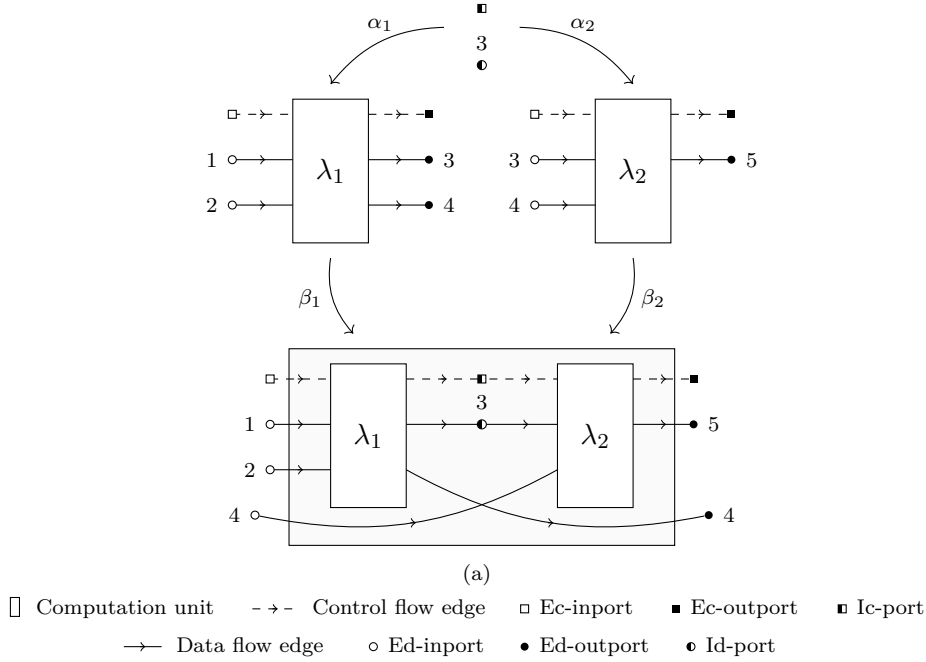 α₁
3
α₂
λ₁
1
2
3
4
λ₂
3
4
5
β₁
β₂
3
1
λ₁
λ₂
5
2
4
4
(a)
Computation unit
Control flow edge
Ec-inport
Ec-outport
Ic-port
Data flow edge
Ed-inport
Ed-outport
Id-port